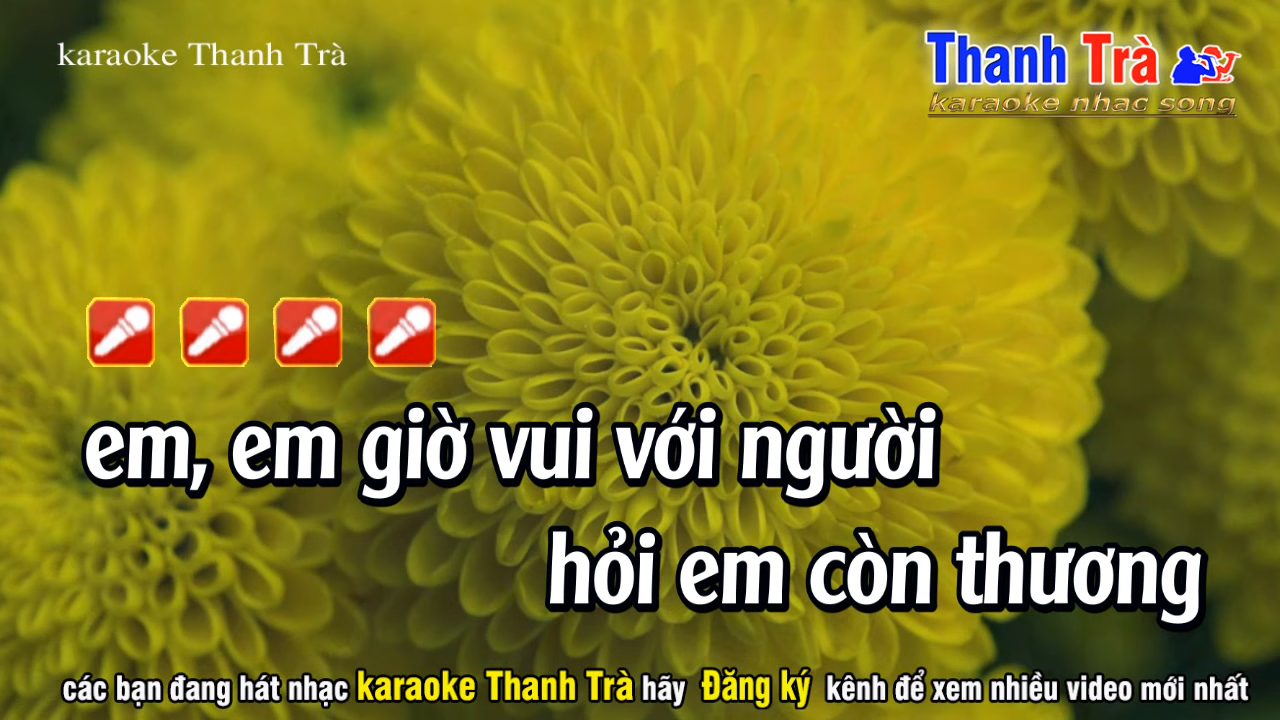 karaoke Thanh Trà
Thanh Trà
karaoke nhac song
em, em giờ vui với người
hỏi em còn thương
các bạn đang hát nhạc karaoke Thanh Trà hãy Đăng ký kênh để xem nhiều video mới nhất